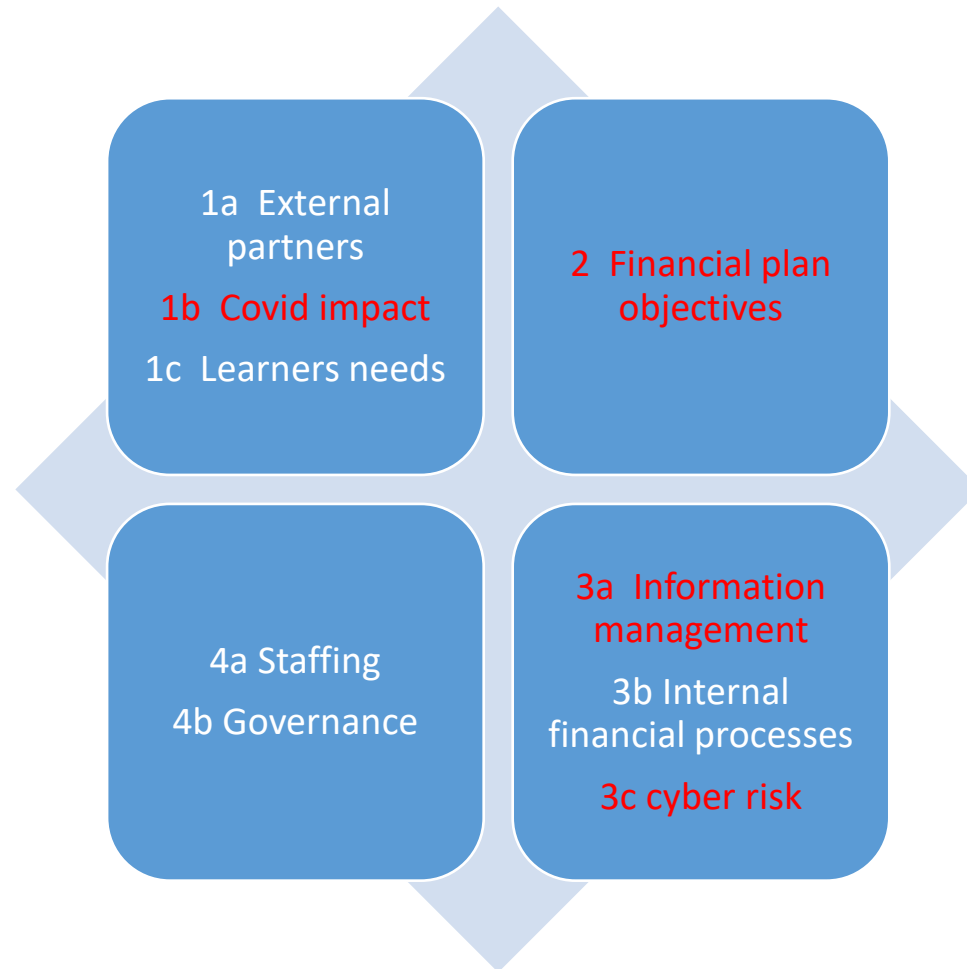 1a  External
partners
1b  Covid impact
1c  Learners needs
2  Financial plan
objectives
4a Staffing
4b Governance
3a  Information
management
3b Internal
financial processes
3c cyber risk